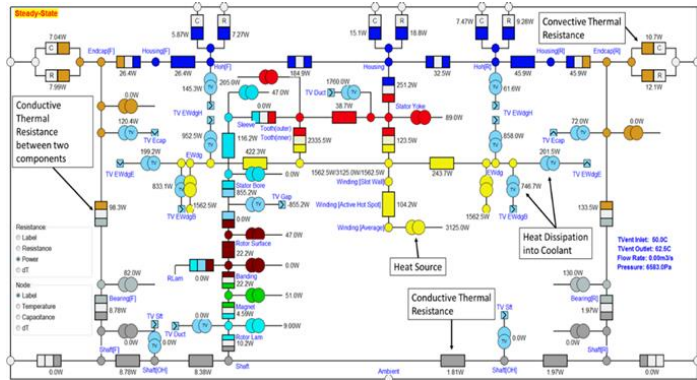 Steady-State
C
R
5.87W
7.27W
C
R
15.1W
18.8W
C
R
7.47W
9.28W
Convective Thermal
Resistance
7.04W
C
R
7.99W
Endcap[F]
Housing[F]
26.4W
26.4W
Hsth[F]
184.9W
Housing
32.5W
Hsth[R]
45.9W
Housing[R]
45.9W
Endcap[R]
10.7W
C
R
12.1W
145.3W
TV EWdgH
952.5W
205.0W
47.0W
TV Duct
1760.0W
251.2W
Stator Yoke
61.6W
TV EWdgH
858.0W
Conductive
Thermal
Resistance
between two
components
0.0W
120.4W
TV Ecap
199.2W
TV EWdgE
Sleeve
0.0W
Tooth(outer)
Tooth(inner)
38.7W
89.0W
116.2W
2335.5W
123.5W
72.0W
TV Ecap
0.0W
EWdg
422.3W
833.1W
TV EWdgB
1562.5W
0.0W
Stator Bore
855.2W
TV Gap
-855.2W
1562.5W
3125.0W
1562.5W
Winding [Slot Wall]
243.7W
EWdg
201.5W
TV EWdgE
746.7W
TV EWdgB
1562.5W
98.3W
0.0W
Winding [Active Hot Spot]
104.2W
133.5W
Rotor Surface
47.0W
Winding [Average]
3125.0W
Heat Dissipation
into Coolant
Heat Source
TVent Inlet: 50.0C
TVent Outlet: 62.5C
Flow Rate: 0.00m3/s
Pressure: 6583.0Pa
Resistance
Label
Resistance
Power
dT
Node
Label
Temperature
Capacitance
dT
22.2W
RLam
0.0W
0.0W
Banding
22.2W
51.0W
Magnet
4.59W
9.00W
TV Duct
0.0W
Rotor Lam
10.2W
82.0W
Bearing[F]
8.78W
TV Sft
0.0W
0.0W
130.0W
Bearing[R]
1.97W
TV Sft
0.0W
0.0W
Conductive Thermal
Resistance
0.0W
Shaft[F]
8.78W
Shaft[OH]
8.38W
Shaft
Ambient
1.81W
Shaft[OH]
1.97W
Shaft[R]
0.0W